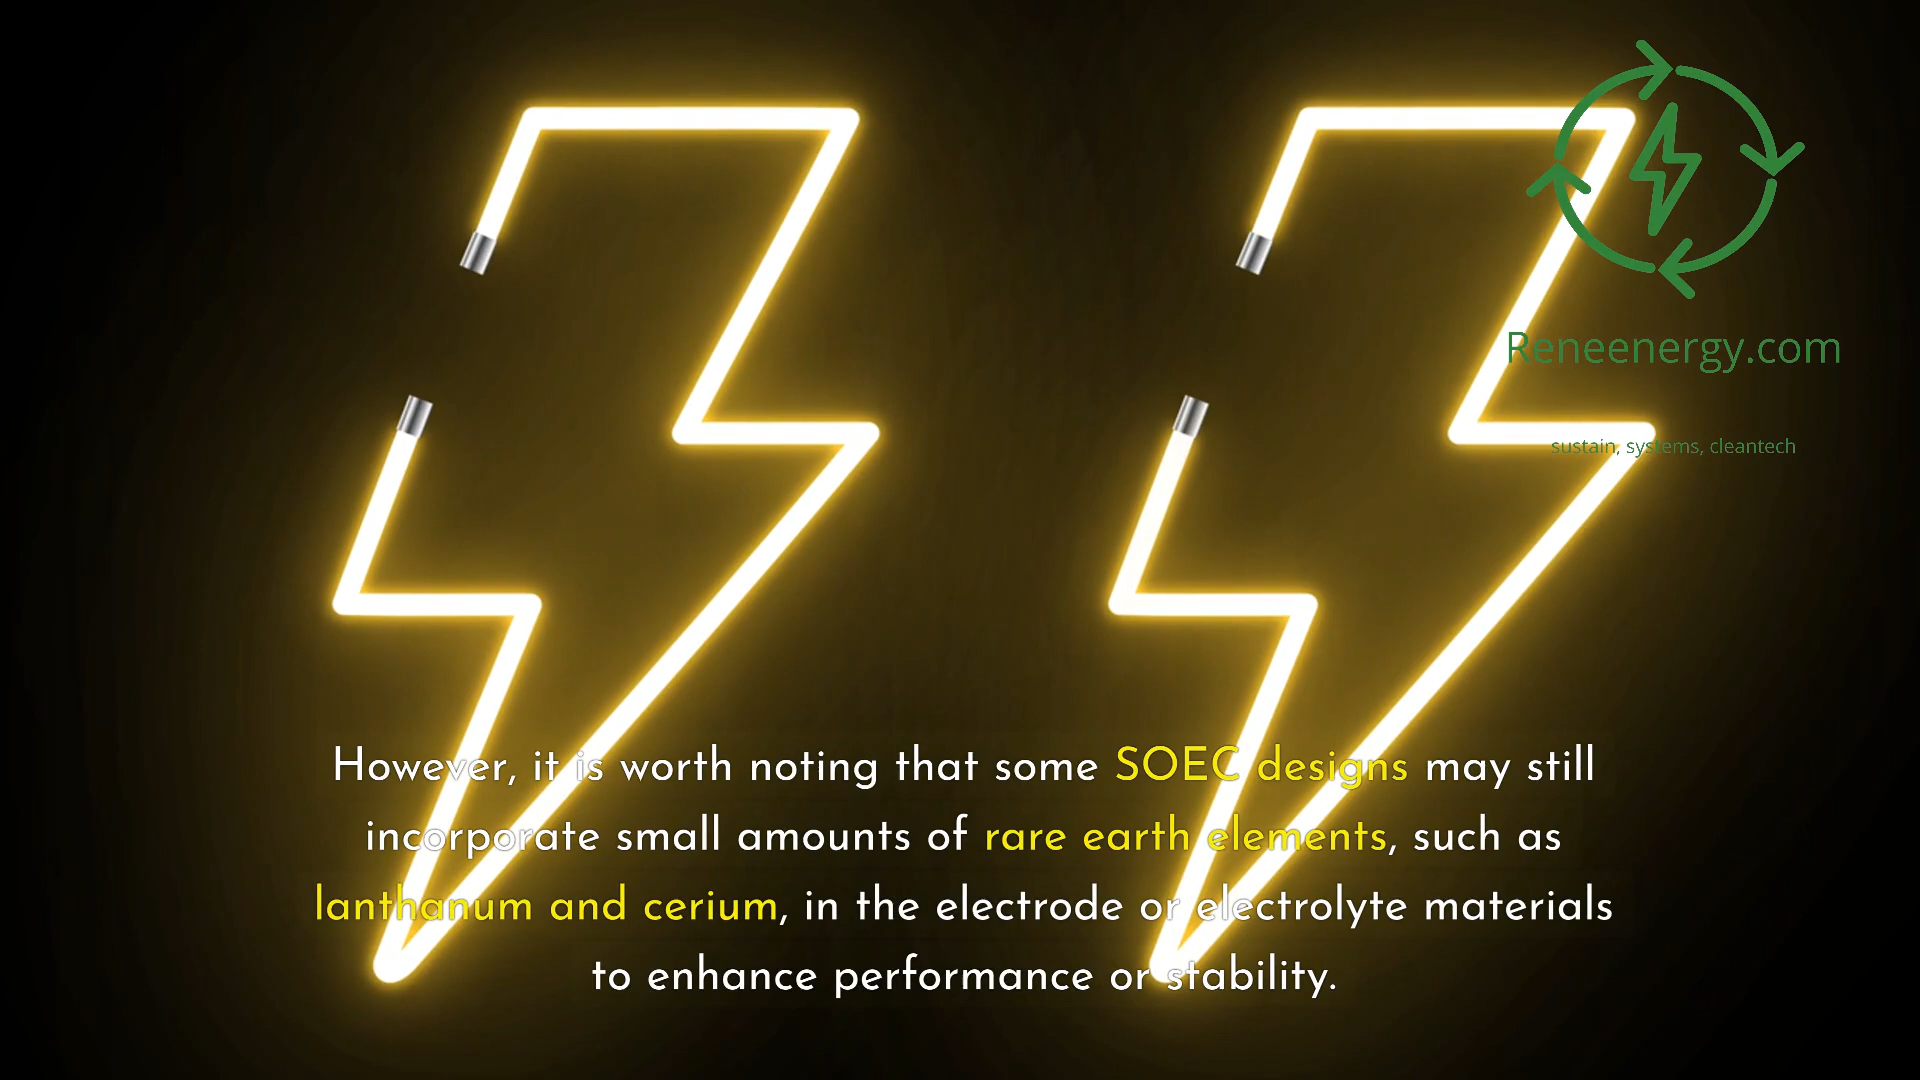 Reneenergy.com
sustain, systems, cleantech
However, it is worth noting that some SOEC designs may still
incorporate small amounts of rare earth elements, such as
lanthanum and cerium, in the electrode or electrolyte materials
to enhance performance or stability.